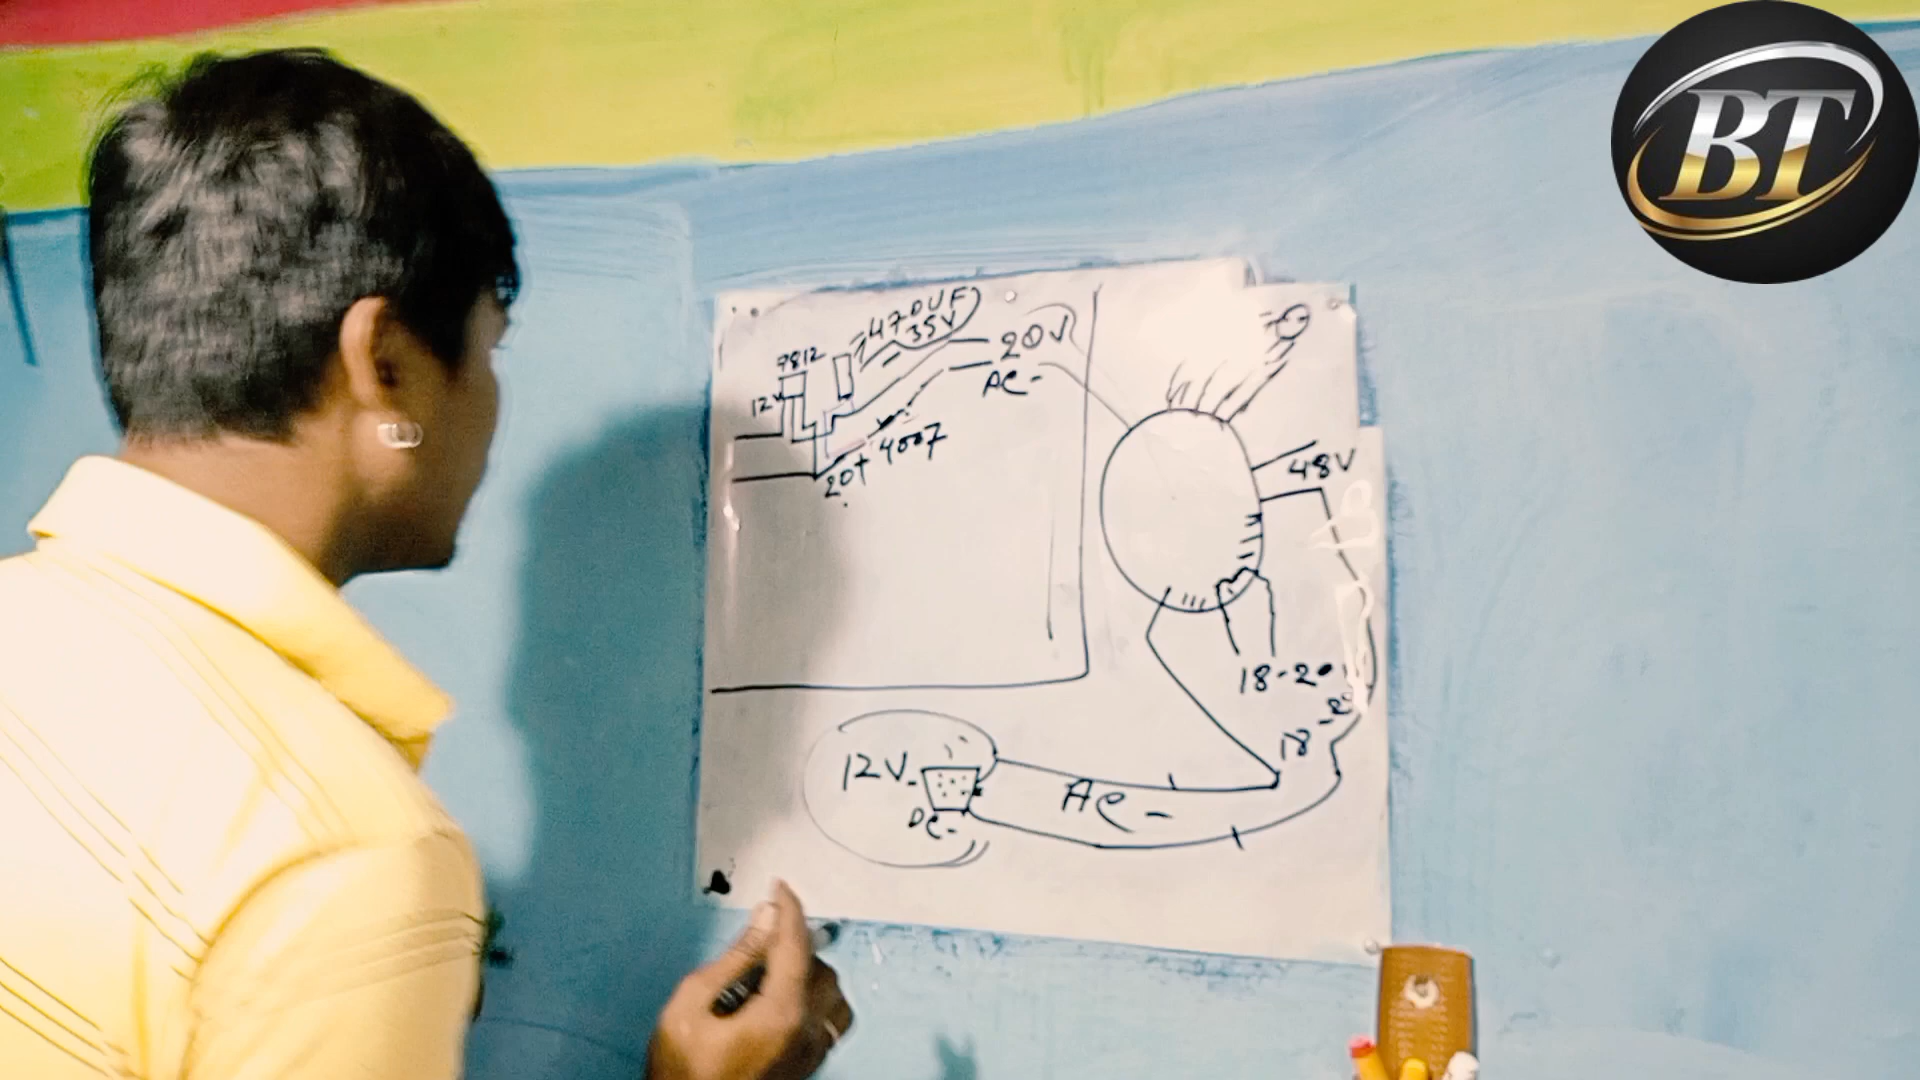 BT
470UF
35V
20V
AC-
7812
12V
4007
20+
48V
18-20
18-20
12V-
DC-
AC-